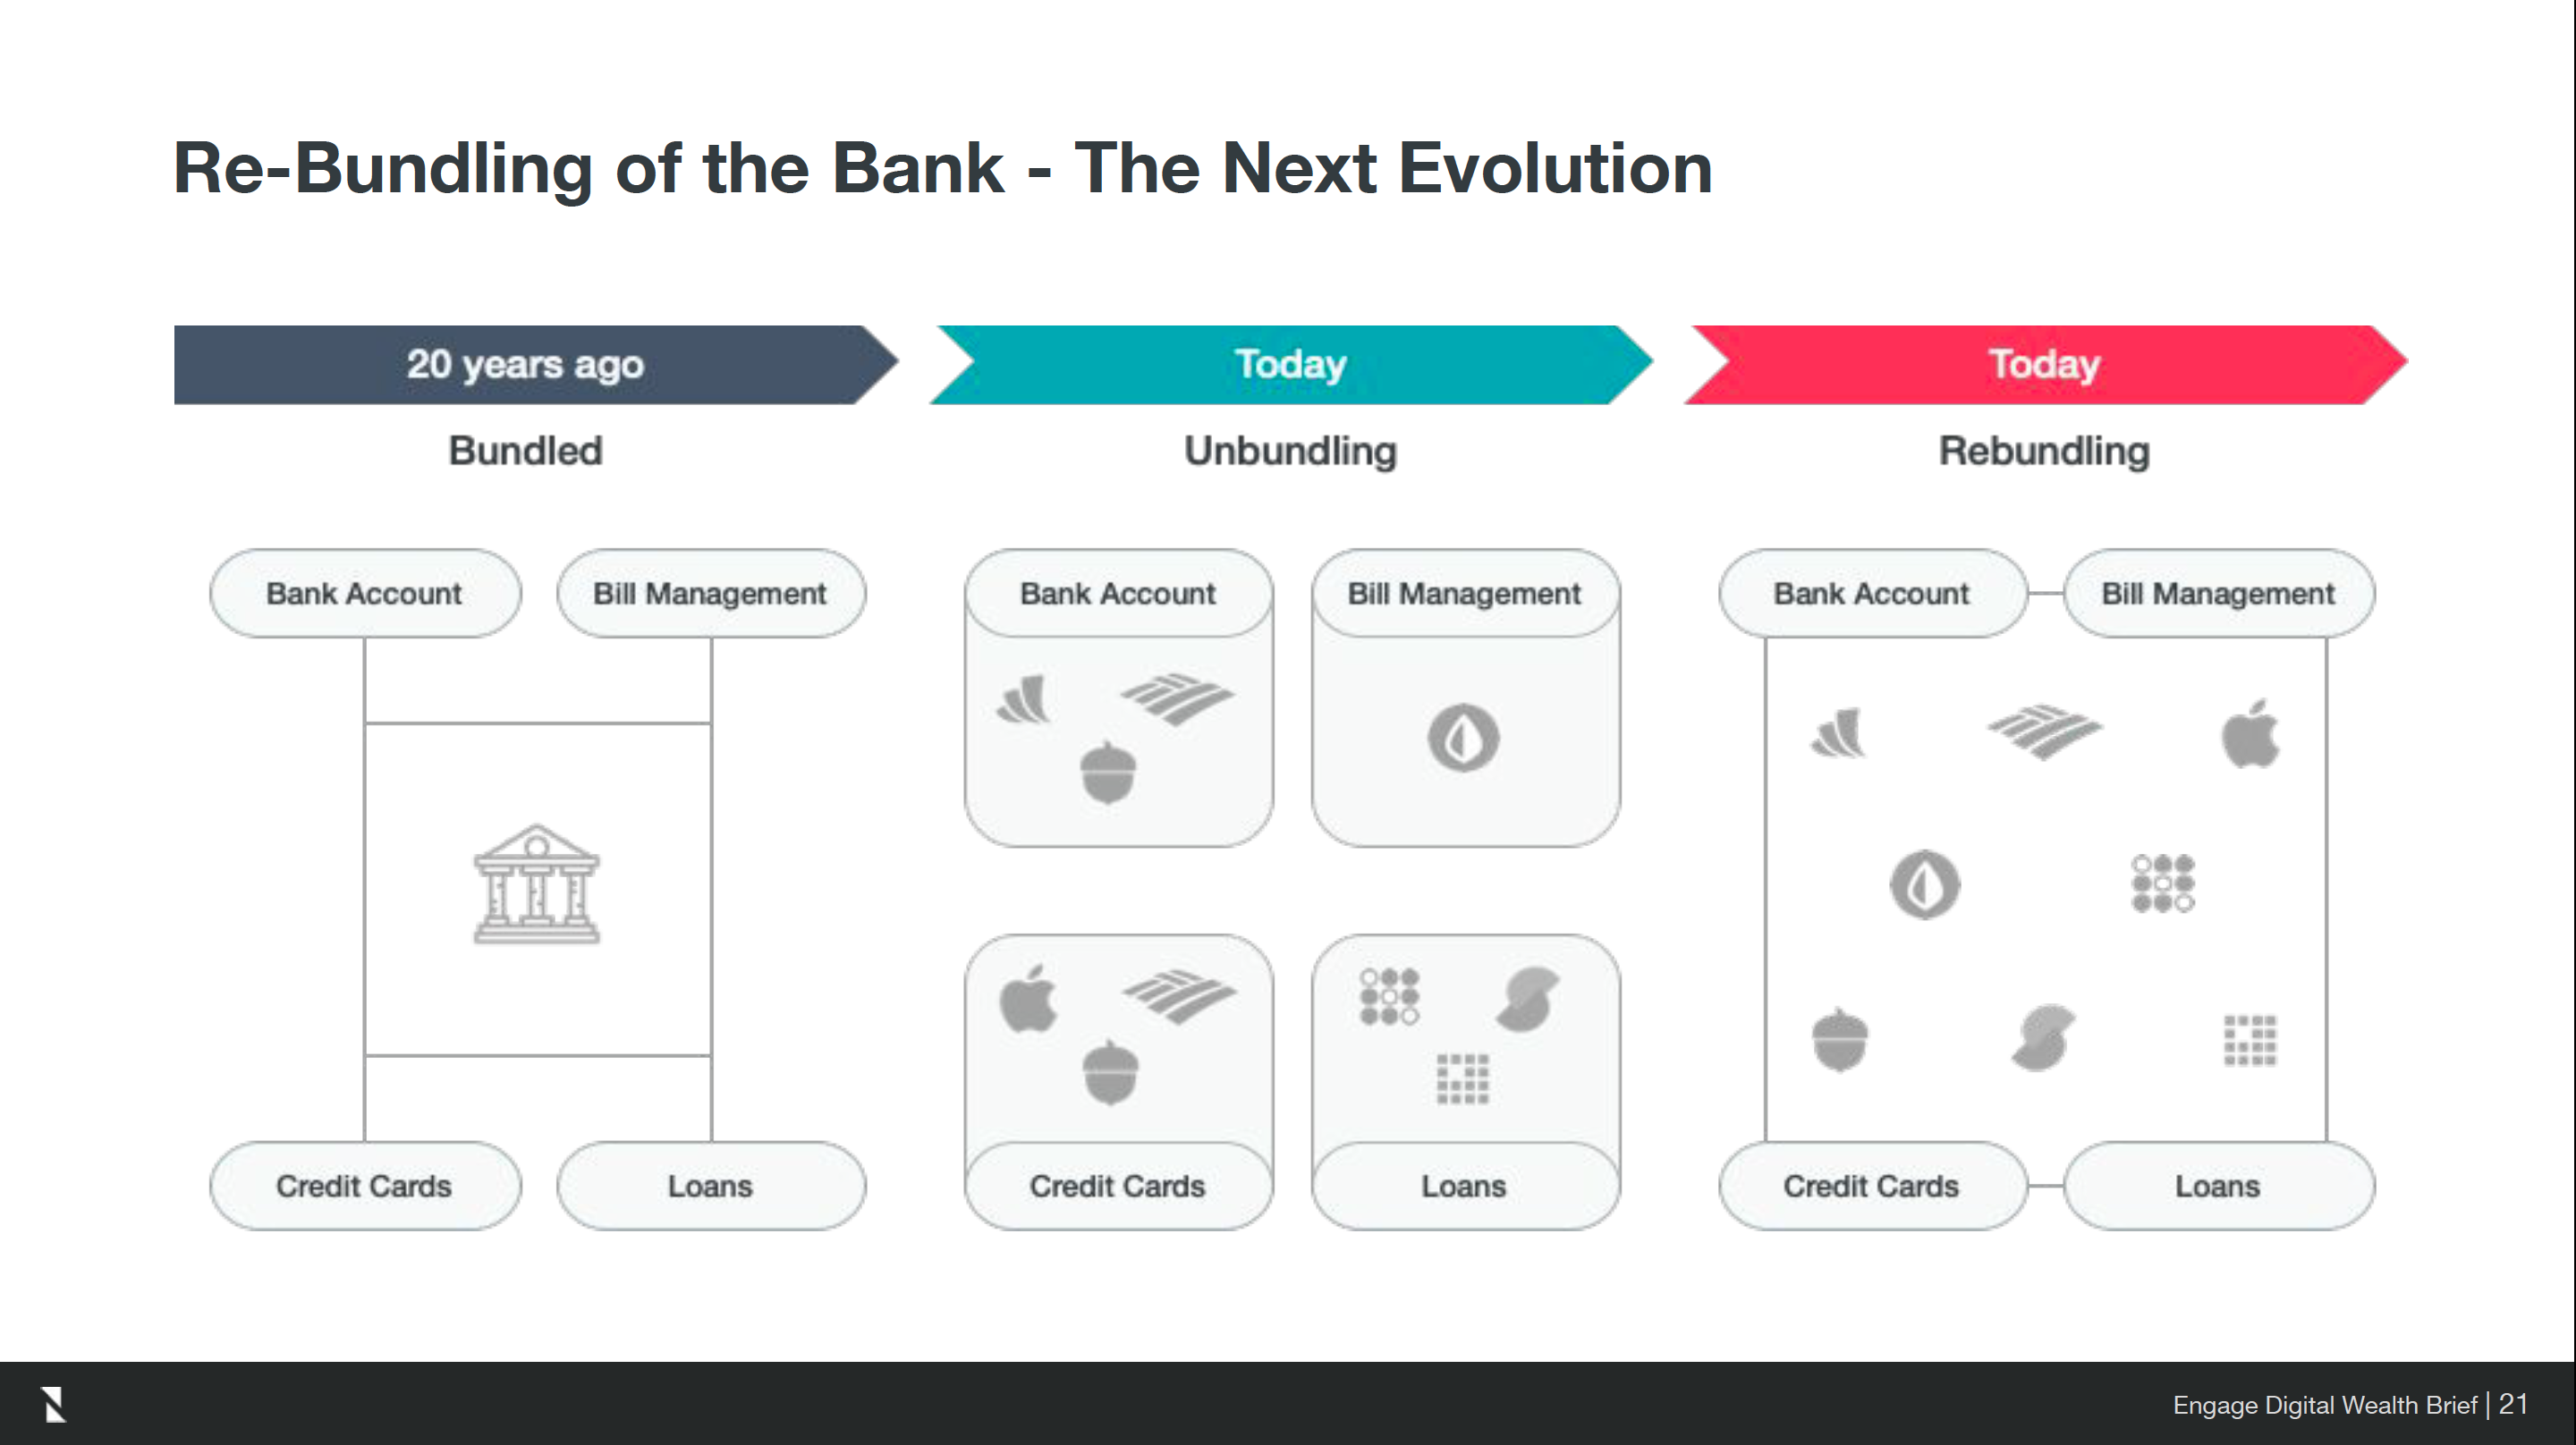 Re-Bundling of the Bank - The Next Evolution
20 years ago
Today
Today
Bundled
Unbundling
Rebundling
Bank Account
Bill Management
Bank Account
Bill Management
Bank Account
Bill Management
Credit Cards
Loans
Credit Cards
Loans
Credit Cards
Loans
Engage Digital Wealth Brief | 21